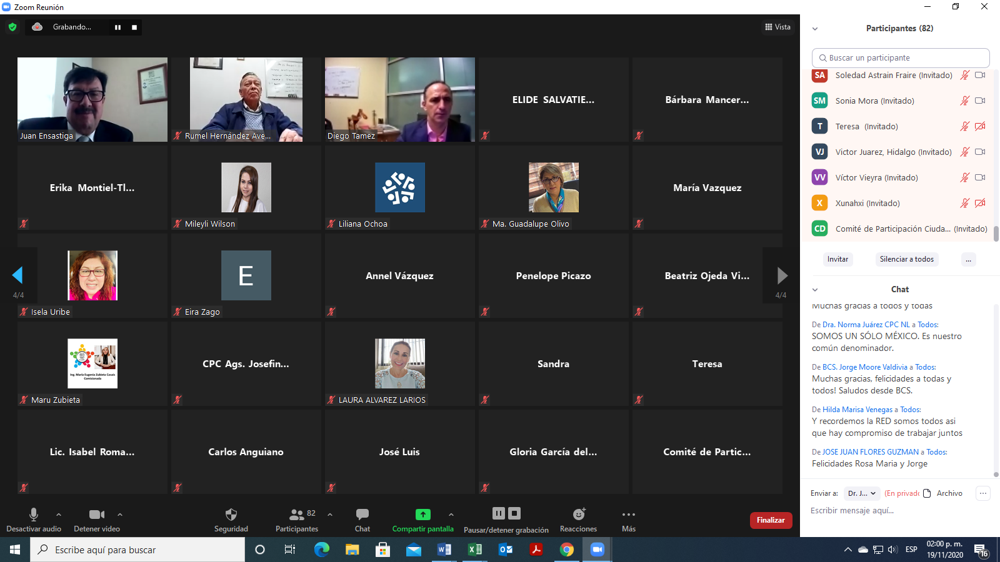 Zoom Reunión
Grabando...
Vista
Juan Ensastiga
Rumel Hernández Ave...
Diego Tamez
ELIDE SALVATIE...
Bárbara Mancer...
Erika Montiel-Tl...
Mileyli Wilson
Liliana Ochoa
Ma. Guadalupe Olivo
María Vazquez
Isela Uribe
E
Eira Zago
Annel Vázquez
Penelope Picazo
Beatriz Ojeda Vi...
4/4
4/4
Ing. María Eugenia Zubieta Casais
Comisionada
Maru Zubieta
CPC Ags. Josefin...
LAURA ALVAREZ LARIOS
Sandra
Teresa
Lic. Isabel Roma...
Carlos Anguiano
José Luis
Gloria García del...
Comité de Partic...
Desactivar audio
Detener video
Seguridad
82
Participantes
Chat
Compartir pantalla
Pausar/detener grabación
Reacciones
Más
Finalizar
Participantes (82)
Buscar un participante
SA Soledad Astrain Fraire (Invitado)
SM Sonia Mora (Invitado)
T Teresa (Invitado)
VJ Victor Juarez, Hidalgo (Invitado)
VV Víctor Vieyra (Invitado)
X Xunahxi (Invitado)
CD Comité de Participación Ciuda... (Invitado)
Invitar
Silenciar a todos
...
Chat
Muchas gracias a todos y todas
De Dra. Norma Juárez CPC NL a Todos:
SOMOS UN SÓLO MÉXICO. Es nuestro
común denominador.
De BCS. Jorge Moore Valdivia a Todos:
Muchas gracias, felicidades a todas y
todos! Saludos desde BCS.
De Hilda Marisa Venegas a Todos:
Y recordemos la RED somos todos asi
que hay compromiso de trabajar juntos
De JOSE JUAN FLORES GUZMAN a Todos:
Felicidades Rosa Maria y Jorge
Enviar a: Dr. J... (En privado Archivo ...
Escribir mensaje aquí...
Escribe aquí para buscar
ESP
02:00 p. m.
19/11/2020
16